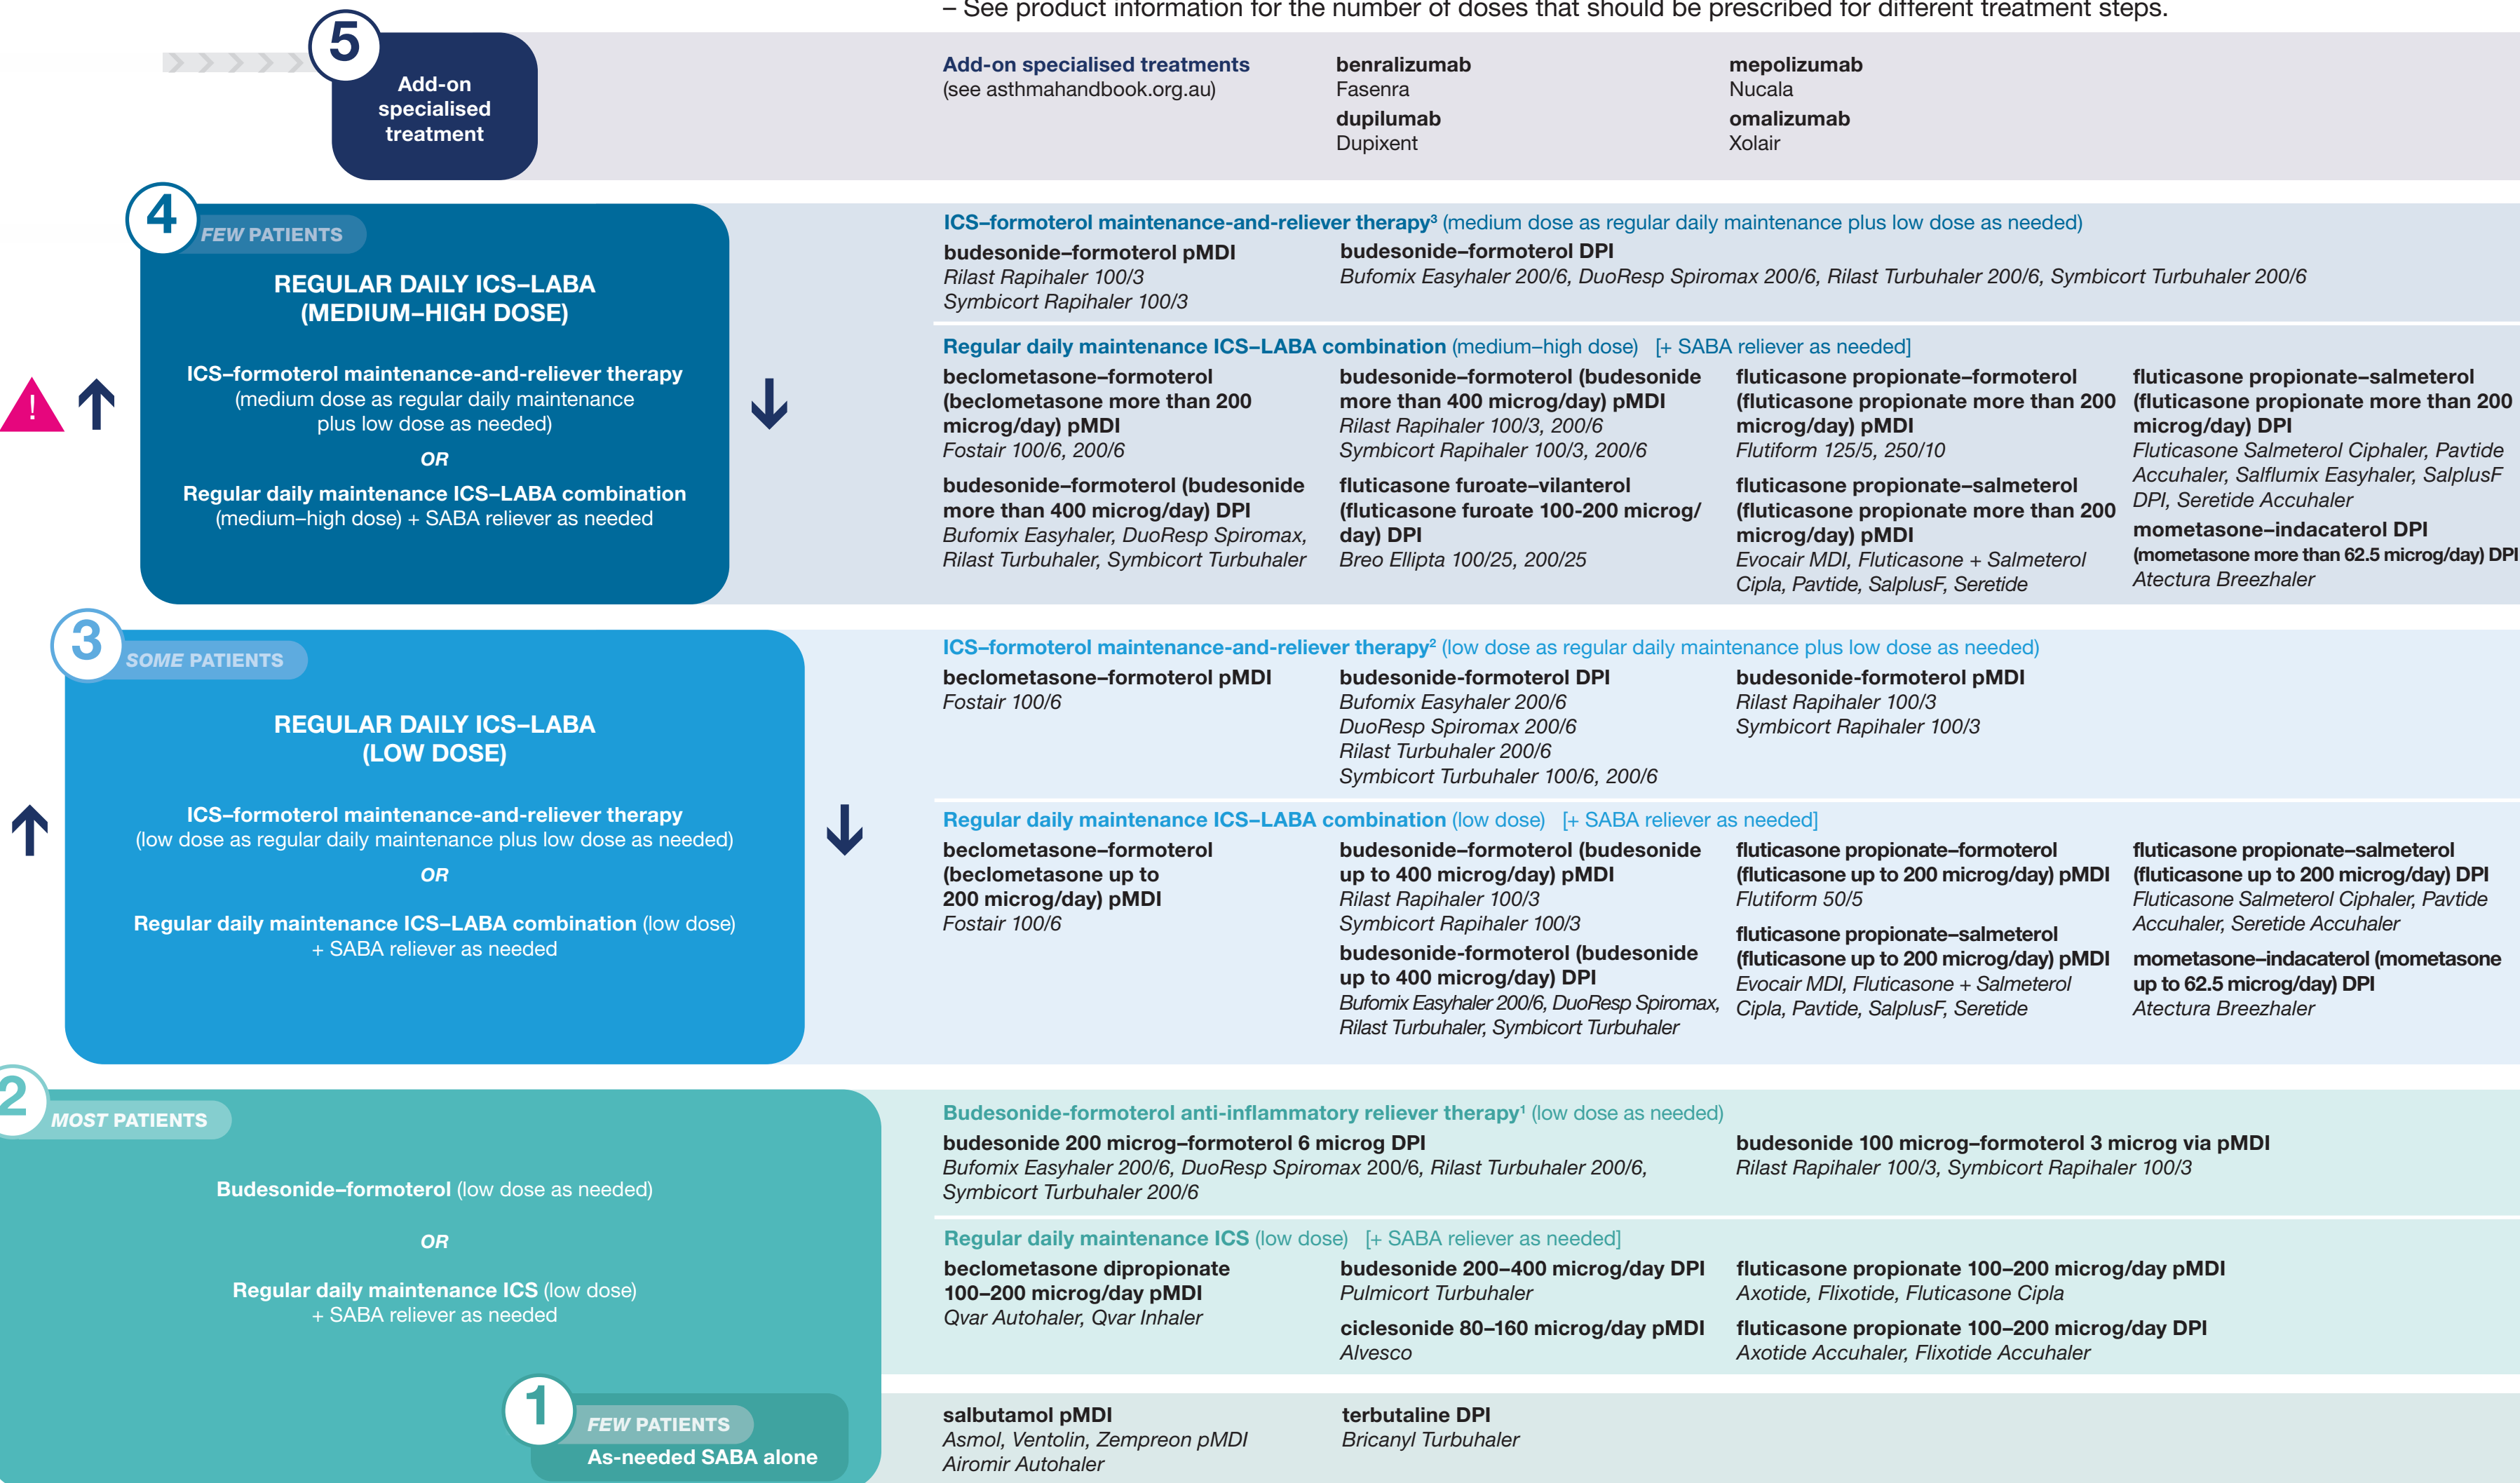 – See product information for the number of doses that should be prescribed for different treatment steps.
5
Add-on
specialised
treatment
Add-on specialised treatments
(see asthmahandbook.org.au)
benralizumab
Fasenra
dupilumab
Dupixent
mepolizumab
Nucala
omalizumab
Xolair
4
FEW PATIENTS
REGULAR DAILY ICS–LABA
(MEDIUM–HIGH DOSE)
ICS–formoterol maintenance-and-reliever therapy
(medium dose as regular daily maintenance
plus low dose as needed)
OR
Regular daily maintenance ICS–LABA combination
(medium–high dose) + SABA reliever as needed
!
ICS–formoterol maintenance-and-reliever therapy³ (medium dose as regular daily maintenance plus low dose as needed)
budesonide–formoterol pMDI
Rilast Rapihaler 100/3
Symbicort Rapihaler 100/3
budesonide–formoterol DPI
Bufomix Easyhaler 200/6, DuoResp Spiromax 200/6, Rilast Turbuhaler 200/6, Symbicort Turbuhaler 200/6
Regular daily maintenance ICS–LABA combination (medium–high dose) [+ SABA reliever as needed]
beclometasone–formoterol
(beclometasone more than 200
microg/day) pMDI
Fostair 100/6, 200/6
budesonide–formoterol (budesonide
more than 400 microg/day) DPI
Bufomix Easyhaler, DuoResp Spiromax,
Rilast Turbuhaler, Symbicort Turbuhaler
budesonide–formoterol (budesonide
more than 400 microg/day) pMDI
Rilast Rapihaler 100/3, 200/6
Symbicort Rapihaler 100/3, 200/6
fluticasone furoate–vilanterol
(fluticasone furoate 100-200 microg/
day) DPI
Breo Ellipta 100/25, 200/25
fluticasone propionate–formoterol
(fluticasone propionate more than 200
microg/day) pMDI
Flutiform 125/5, 250/10
fluticasone propionate–salmeterol
(fluticasone propionate more than 200
microg/day) pMDI
Evocair MDI, Fluticasone + Salmeterol
Cipla, Pavtide, SalplusF, Seretide
fluticasone propionate–salmeterol
(fluticasone propionate more than 200
microg/day) DPI
Fluticasone Salmeterol Ciphaler, Pavtide
Accuhaler, Salflumix Easyhaler, SalplusF
DPI, Seretide Accuhaler
mometasone–indacaterol DPI
(mometasone more than 62.5 microg/day) DPI
Atectura Breezhaler
3
SOME PATIENTS
REGULAR DAILY ICS–LABA
(LOW DOSE)
ICS–formoterol maintenance-and-reliever therapy
(low dose as regular daily maintenance plus low dose as needed)
OR
Regular daily maintenance ICS–LABA combination (low dose)
+ SABA reliever as needed
ICS–formoterol maintenance-and-reliever therapy² (low dose as regular daily maintenance plus low dose as needed)
beclometasone–formoterol pMDI
Fostair 100/6
budesonide-formoterol DPI
Bufomix Easyhaler 200/6
DuoResp Spiromax 200/6
Rilast Turbuhaler 200/6
Symbicort Turbuhaler 100/6, 200/6
budesonide-formoterol pMDI
Rilast Rapihaler 100/3
Symbicort Rapihaler 100/3
Regular daily maintenance ICS–LABA combination (low dose) [+ SABA reliever as needed]
beclometasone–formoterol
(beclometasone up to
200 microg/day) pMDI
Fostair 100/6
budesonide–formoterol (budesonide
up to 400 microg/day) pMDI
Rilast Rapihaler 100/3
Symbicort Rapihaler 100/3
budesonide-formoterol (budesonide
up to 400 microg/day) DPI
Bufomix Easyhaler 200/6, DuoResp Spiromax,
Rilast Turbuhaler, Symbicort Turbuhaler
fluticasone propionate–formoterol
(fluticasone up to 200 microg/day) pMDI
Flutiform 50/5
fluticasone propionate–salmeterol
(fluticasone up to 200 microg/day) pMDI
Evocair MDI, Fluticasone + Salmeterol
Cipla, Pavtide, SalplusF, Seretide
fluticasone propionate–salmeterol
(fluticasone up to 200 microg/day) DPI
Fluticasone Salmeterol Ciphaler, Pavtide
Accuhaler, Seretide Accuhaler
mometasone–indacaterol (mometasone
up to 62.5 microg/day) DPI
Atectura Breezhaler
2
MOST PATIENTS
Budesonide–formoterol (low dose as needed)
OR
Regular daily maintenance ICS (low dose)
+ SABA reliever as needed
Budesonide-formoterol anti-inflammatory reliever therapy¹ (low dose as needed)
budesonide 200 microg–formoterol 6 microg DPI
Bufomix Easyhaler 200/6, DuoResp Spiromax 200/6, Rilast Turbuhaler 200/6,
Symbicort Turbuhaler 200/6
budesonide 100 microg–formoterol 3 microg via pMDI
Rilast Rapihaler 100/3, Symbicort Rapihaler 100/3
Regular daily maintenance ICS (low dose) [+ SABA reliever as needed]
beclometasone dipropionate
100–200 microg/day pMDI
Qvar Autohaler, Qvar Inhaler
budesonide 200–400 microg/day DPI
Pulmicort Turbuhaler
ciclesonide 80–160 microg/day pMDI
Alvesco
fluticasone propionate 100–200 microg/day pMDI
Axotide, Flixotide, Fluticasone Cipla
fluticasone propionate 100–200 microg/day DPI
Axotide Accuhaler, Flixotide Accuhaler
1
FEW PATIENTS
As-needed SABA alone
salbutamol pMDI
Asmol, Ventolin, Zempreon pMDI
Airomir Autohaler
terbutaline DPI
Bricanyl Turbuhaler